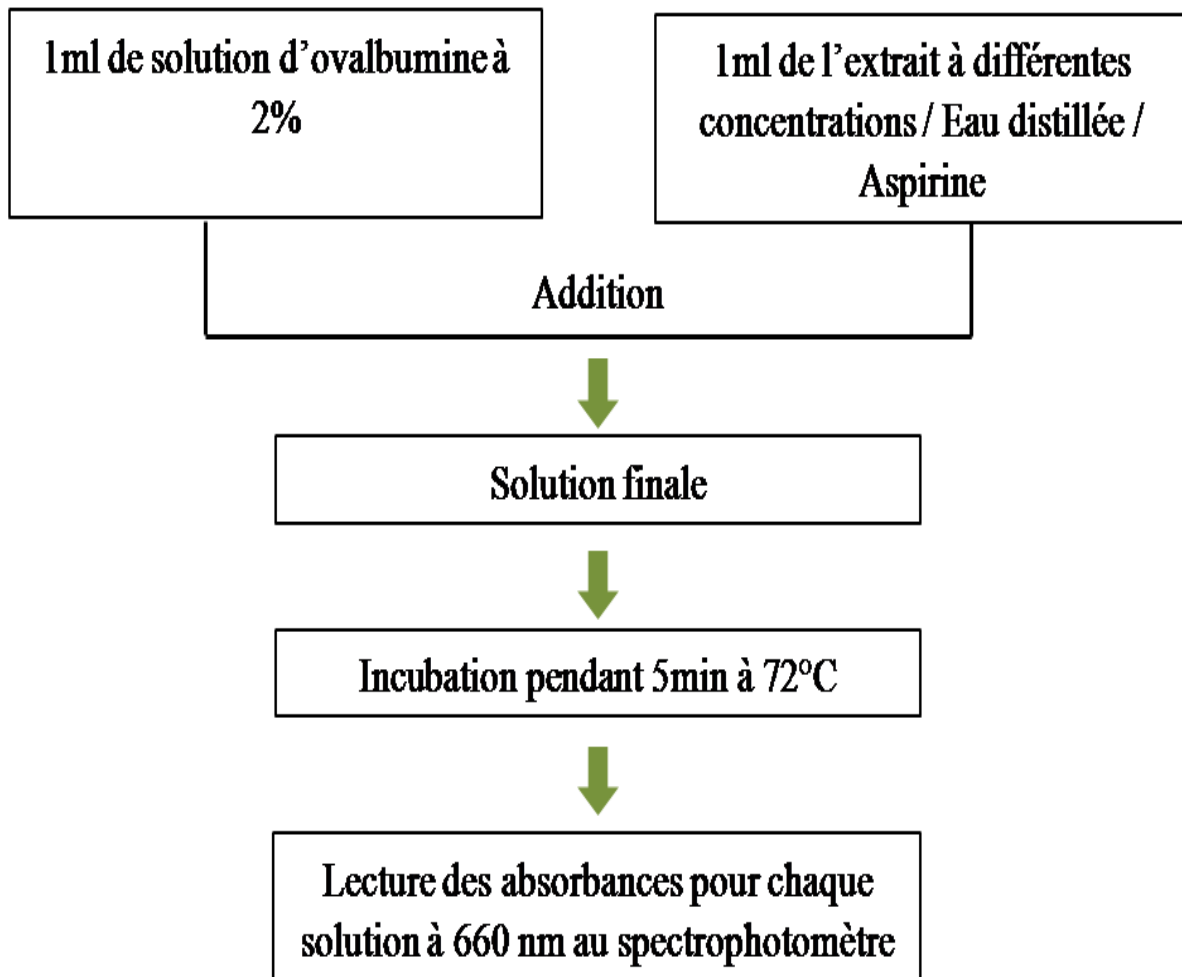 1ml de solution d’ovalbumine à
2%
1ml de l’extrait à différentes
concentrations / Eau distillée /
Aspirine
Addition
Solution finale
Incubation pendant 5min à 72°C
Lecture des absorbances pour chaque
solution à 660 nm au spectrophotomètre